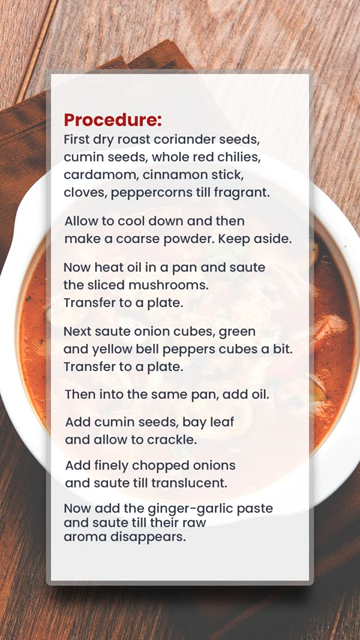 Procedure:
First dry roast coriander seeds,
cumin seeds, whole red chilies,
cardamom, cinnamon stick,
cloves, peppercorns till fragrant.
Allow to cool down and then
make a coarse powder. Keep aside.
Now heat oil in a pan and saute
the sliced mushrooms.
Transfer to a plate.
Next saute onion cubes, green
and yellow bell peppers cubes a bit.
Transfer to a plate.
Then into the same pan, add oil.
Add cumin seeds, bay leaf
and allow to crackle.
Add finely chopped onions
and saute till translucent.
Now add the ginger-garlic paste
and saute till their raw
aroma disappears.